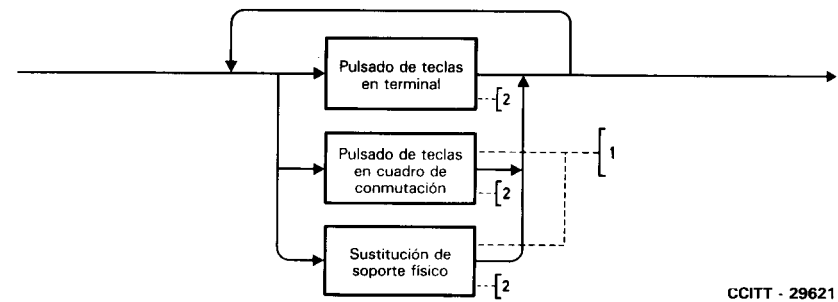 Pulsado de teclas
en terminal
2
Pulsado de teclas
en cuadro de
conmutación
1
2
Sustitución de
soporte físico
2
CCITT - 29621